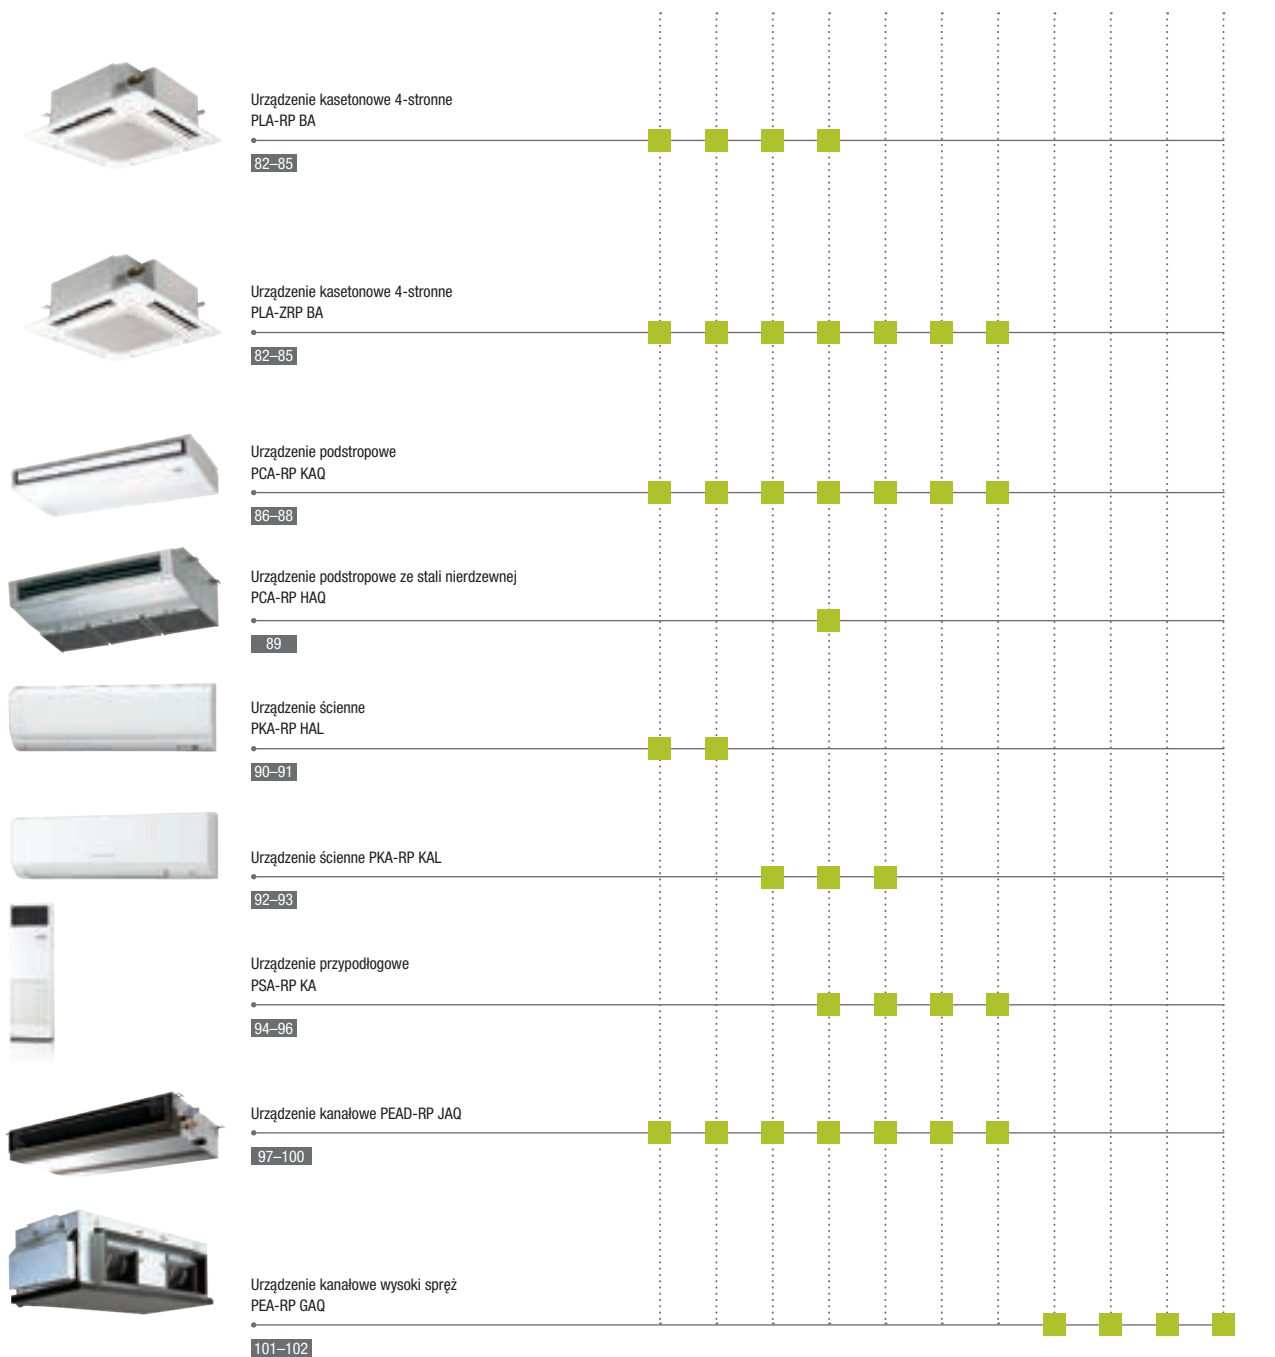 Urządzenie kasetonowe 4-stronne
PLA-RP BA
82–85
Urządzenie kasetonowe 4-stronne
PLA-ZRP BA
82–85
Urządzenie podstropowe
PCA-RP KAQ
86–88
Urządzenie podstropowe ze stali nierdzewnej
PCA-RP HAQ
89
Urządzenie ścienne
PKA-RP HAL
90–91
Urządzenie ścienne PKA-RP KAL
92–93
Urządzenie przypodłogowe
PSA-RP KA
94–96
Urządzenie kanałowe PEAD-RP JAQ
97–100
Urządzenie kanałowe wysoki spręż
PEA-RP GAQ
101–102